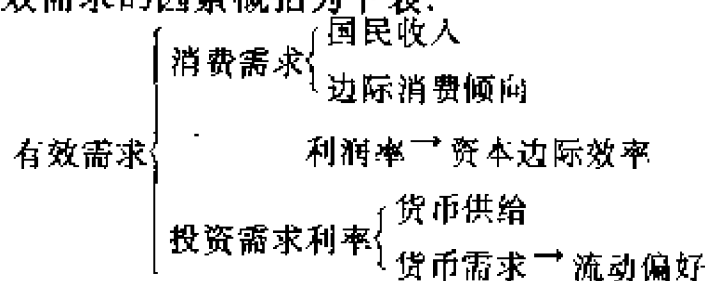 效需求的因素概括为下表:
国民收入
消费需求
边际消费倾向
有效需求
利润率→资本边际效率
货币供给
投资需求利率
货币需求→流动偏好